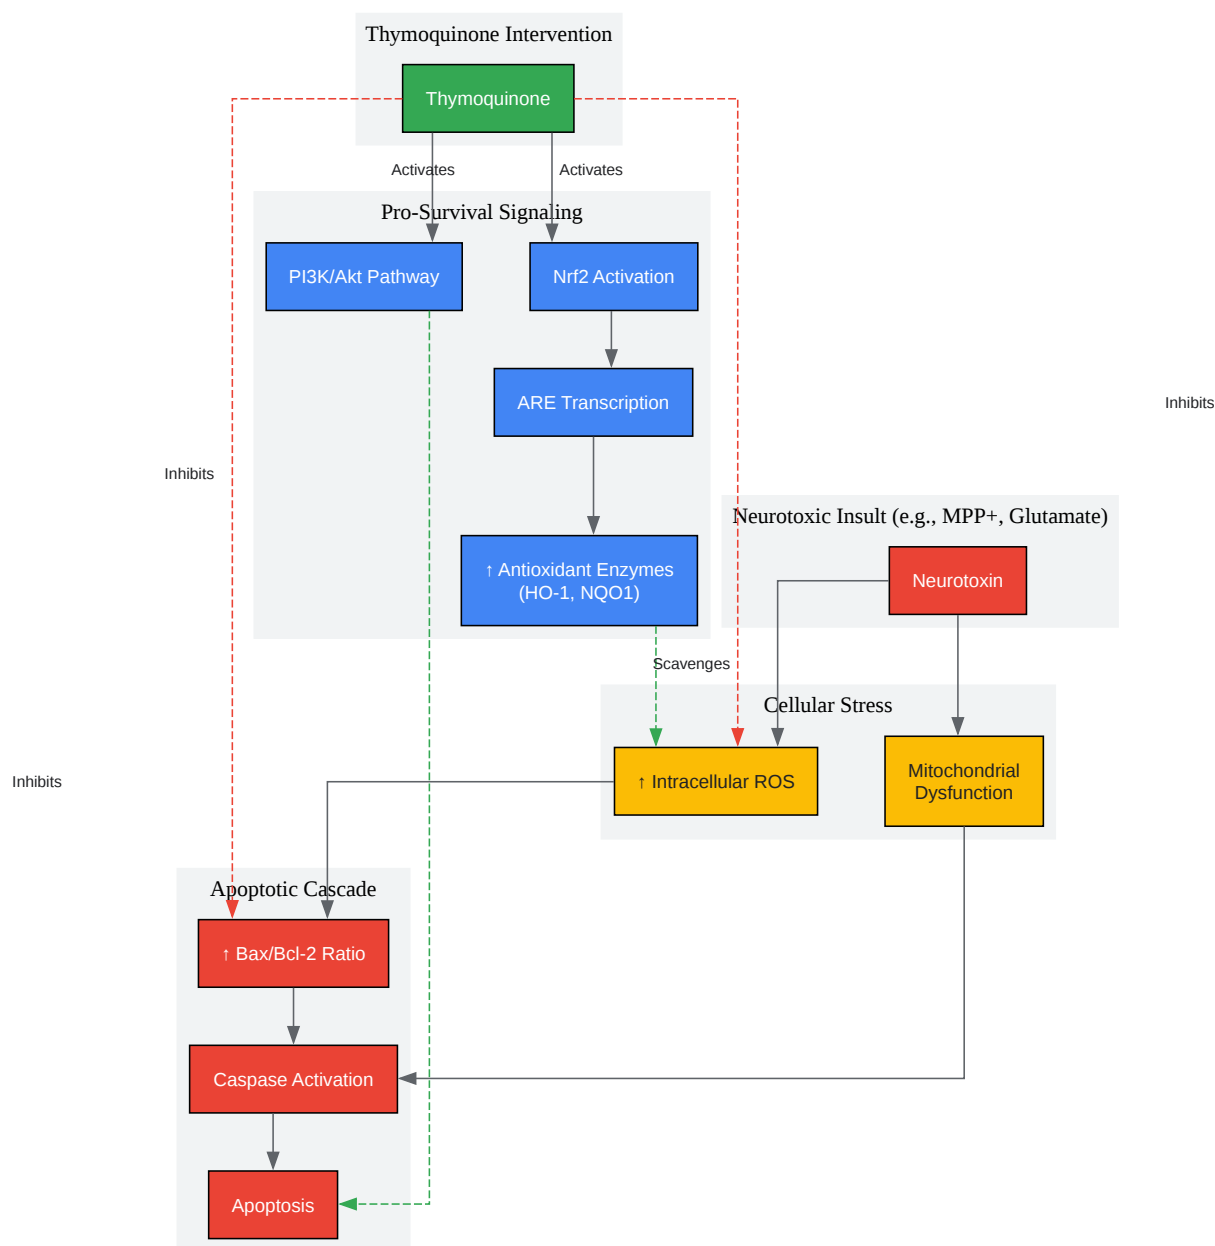 Thymoquinone Intervention
Thymoquinone
Activates
Activates
Pro-Survival Signaling
PI3K/Akt Pathway
Nrf2 Activation
ARE Transcription
Inhibits
Inhibits
Neurotoxic Insult (e.g., MPP+, Glutamate)
↑ Antioxidant Enzymes
(HO-1, NQO1)
Neurotoxin
Scavenges
Cellular Stress
Inhibits
↑ Intracellular ROS
Mitochondrial
Dysfunction
Apoptotic Cascade
↑ Bax/Bcl-2 Ratio
Caspase Activation
Apoptosis